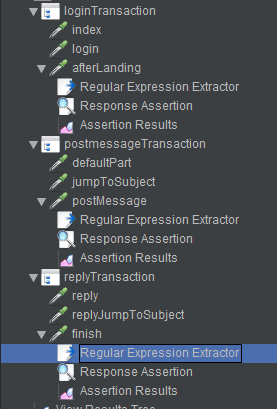 loginTransaction
index
login
afterLanding
Regular Expression Extractor
Response Assertion
Assertion Results
postmessageTransaction
defaultPart
jumpToSubject
postMessage
Regular Expression Extractor
Response Assertion
Assertion Results
replyTransaction
reply
replyJumpToSubject
finish
Regular Expression Extractor
Response Assertion
Assertion Results
View Results Tree